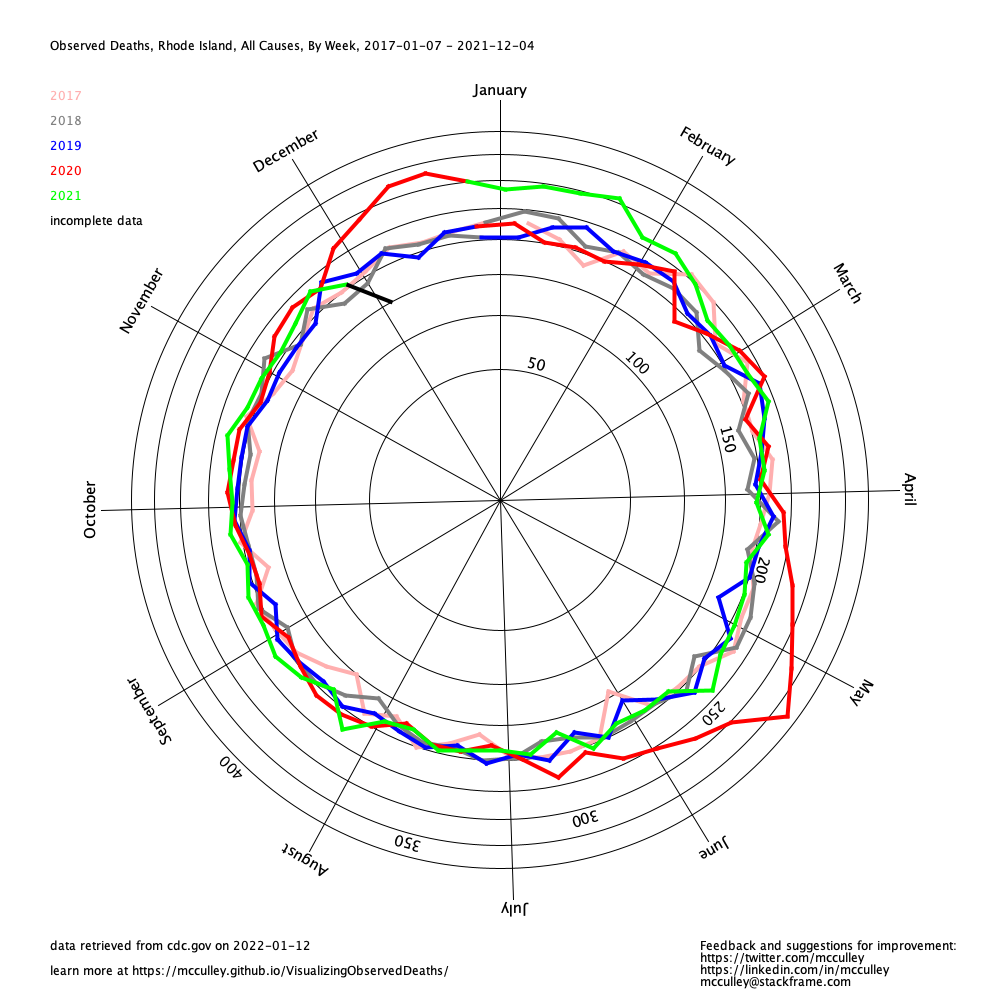 Observed Deaths, Rhode Island, All Causes, By Week, 2017-01-07 - 2021-12-04
January
2017
2018
2019
2020
2021
incomplete data
December
February
November
March
50
100
150
October
April
200
250
September
May
400
300
350
August
June
July
data retrieved from cdc.gov on 2022-01-12
learn more at https://mcculley.github.io/VisualizingObservedDeaths/
Feedback and suggestions for improvement:
https://twitter.com/mcculley
https://linkedin.com/in/mcculley
mcculley@stackframe.com